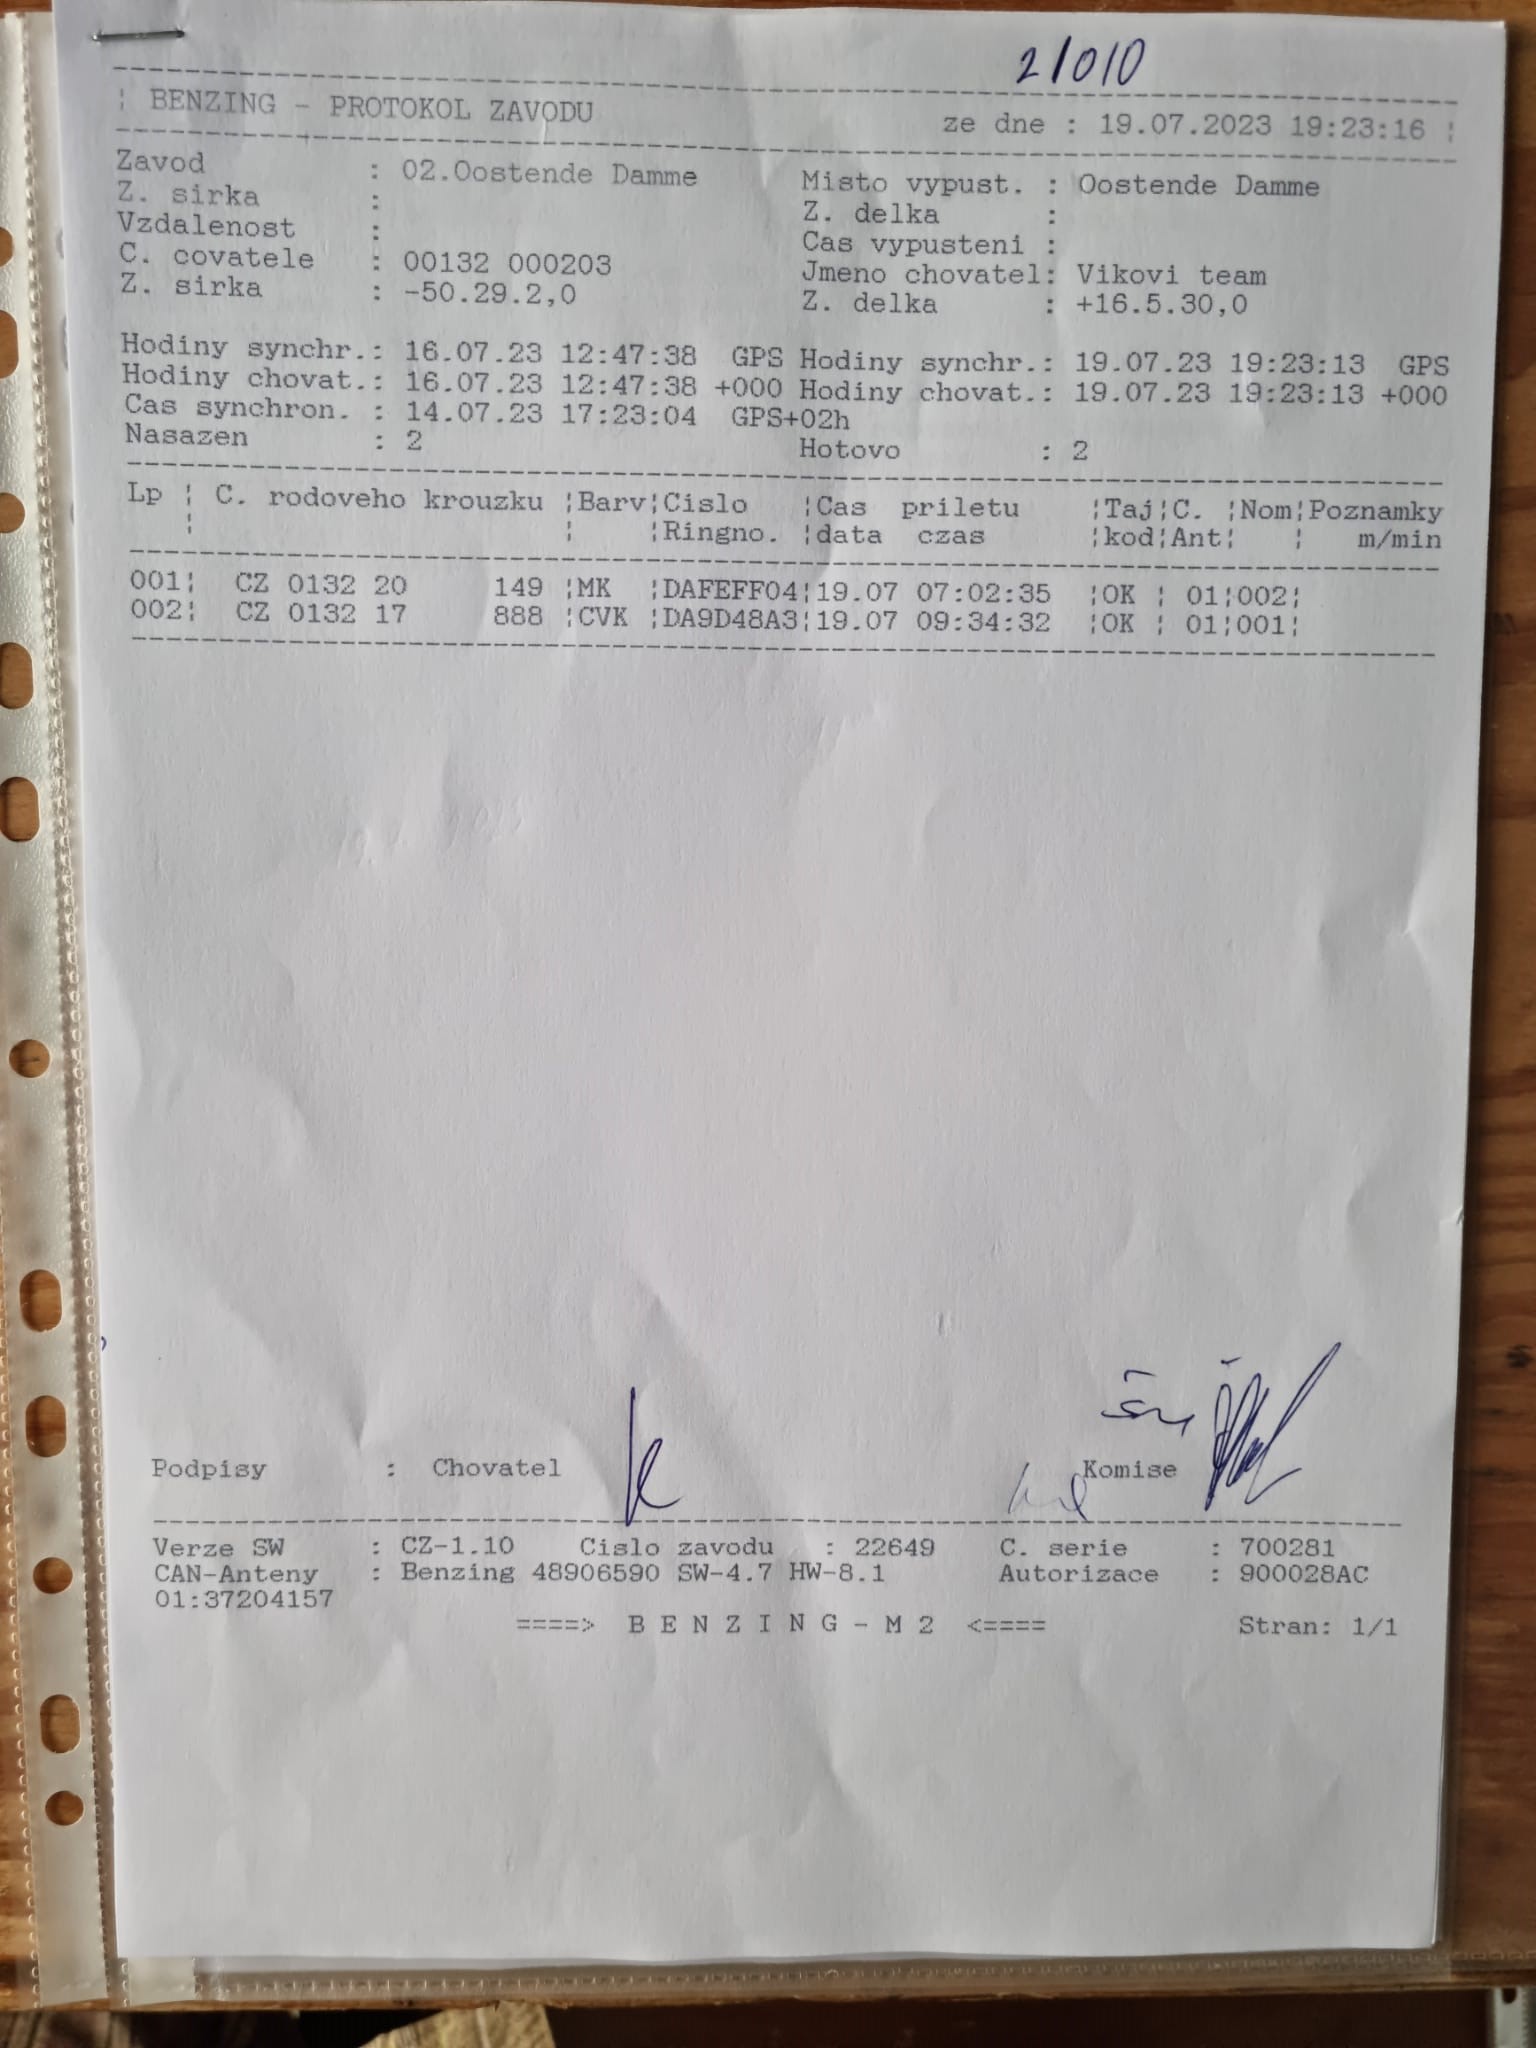 2/0/0
BENZING - PROTOKOL ZAVODU ze dne : 19.07.2023 19:23:16
Zavod : 02.Oostende Damme Misto vypust. : Oostende Damme
Z. sirka : Z. delka :
Vzdalenost : Cas vypusteni :
C. covatele : 00132 000203 Jmeno chovatel: Vikovi team
Z. sirka : -50.29.2,0 Z. delka : +16.5.30,0
Hodiny synchr.: 16.07.23 12:47:38 GPS Hodiny synchr.: 19.07.23 19:23:13 GPS
Hodiny chovat.: 16.07.23 12:47:38 +000 Hodiny chovat.: 19.07.23 19:23:13 +000
Cas synchron. : 14.07.23 17:23:04 GPS+02h
Nasazen : 2 Hotovo : 2
Lp ¦ C. rodoveho krouzku ¦Barv¦Cislo ¦Cas priletu ¦Taj¦C. ¦Nom¦Poznamky
¦ ¦ ¦Ringno. ¦data czas ¦kod¦Ant¦ ¦ m/min
001¦ CZ 0132 20 149 ¦MK ¦DAFEFF04¦19.07 07:02:35 ¦OK ¦ 01¦002¦
002¦ CZ 0132 17 888 ¦CVK ¦DA9D48A3¦19.07 09:34:32 ¦OK ¦ 01¦001¦
Podpisy : Chovatel Komise
Verze SW : CZ-1.10 Cislo zavodu : 22649 C. serie : 700281
CAN-Anteny : Benzing 48906590 SW-4.7 HW-8.1 Autorizace : 900028AC
01:37204157
====> B E N Z I N G - M 2 <==== Stran: 1/1